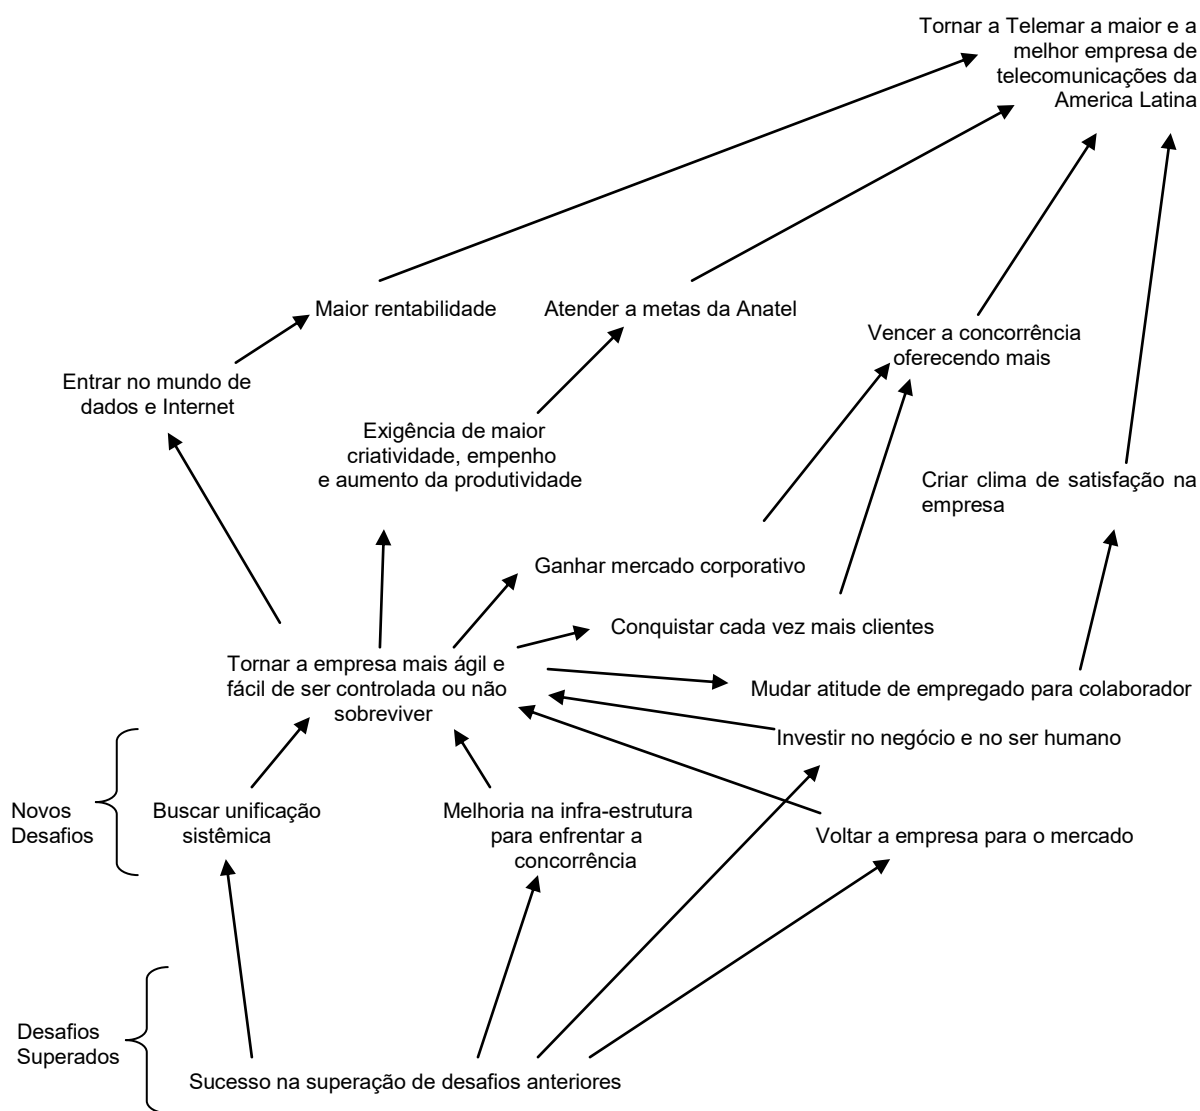 Tornar a Telemar a maior e a
melhor empresa de
telecomunicações da
America Latina
Maior rentabilidade
Atender a metas da Anatel
Vencer a concorrência
oferecendo mais
Entrar no mundo de
dados e Internet
Exigência de maior
criatividade, empenho
e aumento da produtividade
Criar clima de satisfação na
empresa
Ganhar mercado corporativo
Conquistar cada vez mais clientes
Tornar a empresa mais ágil e
fácil de ser controlada ou não
sobreviver
Mudar atitude de empregado para colaborador
Investir no negócio e no ser humano
Novos
Desafios
Buscar unificação
sistêmica
Melhoria na infra-estrutura
para enfrentar a
concorrência
Voltar a empresa para o mercado
Desafios
Superados
Sucesso na superação de desafios anteriores